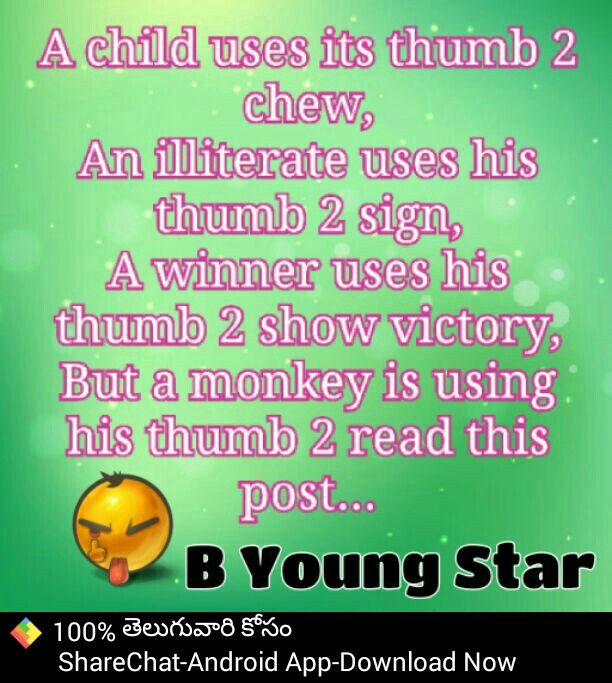 A child uses its thumb 2
chew,
An illiterate uses his
thumb 2 sign,
A winner uses his
thumb 2 show victory,
But a monkey is using
his thumb 2 read this
post...
B Young Star
100% తెలుగువారి కోసం
ShareChat-Android App-Download Now